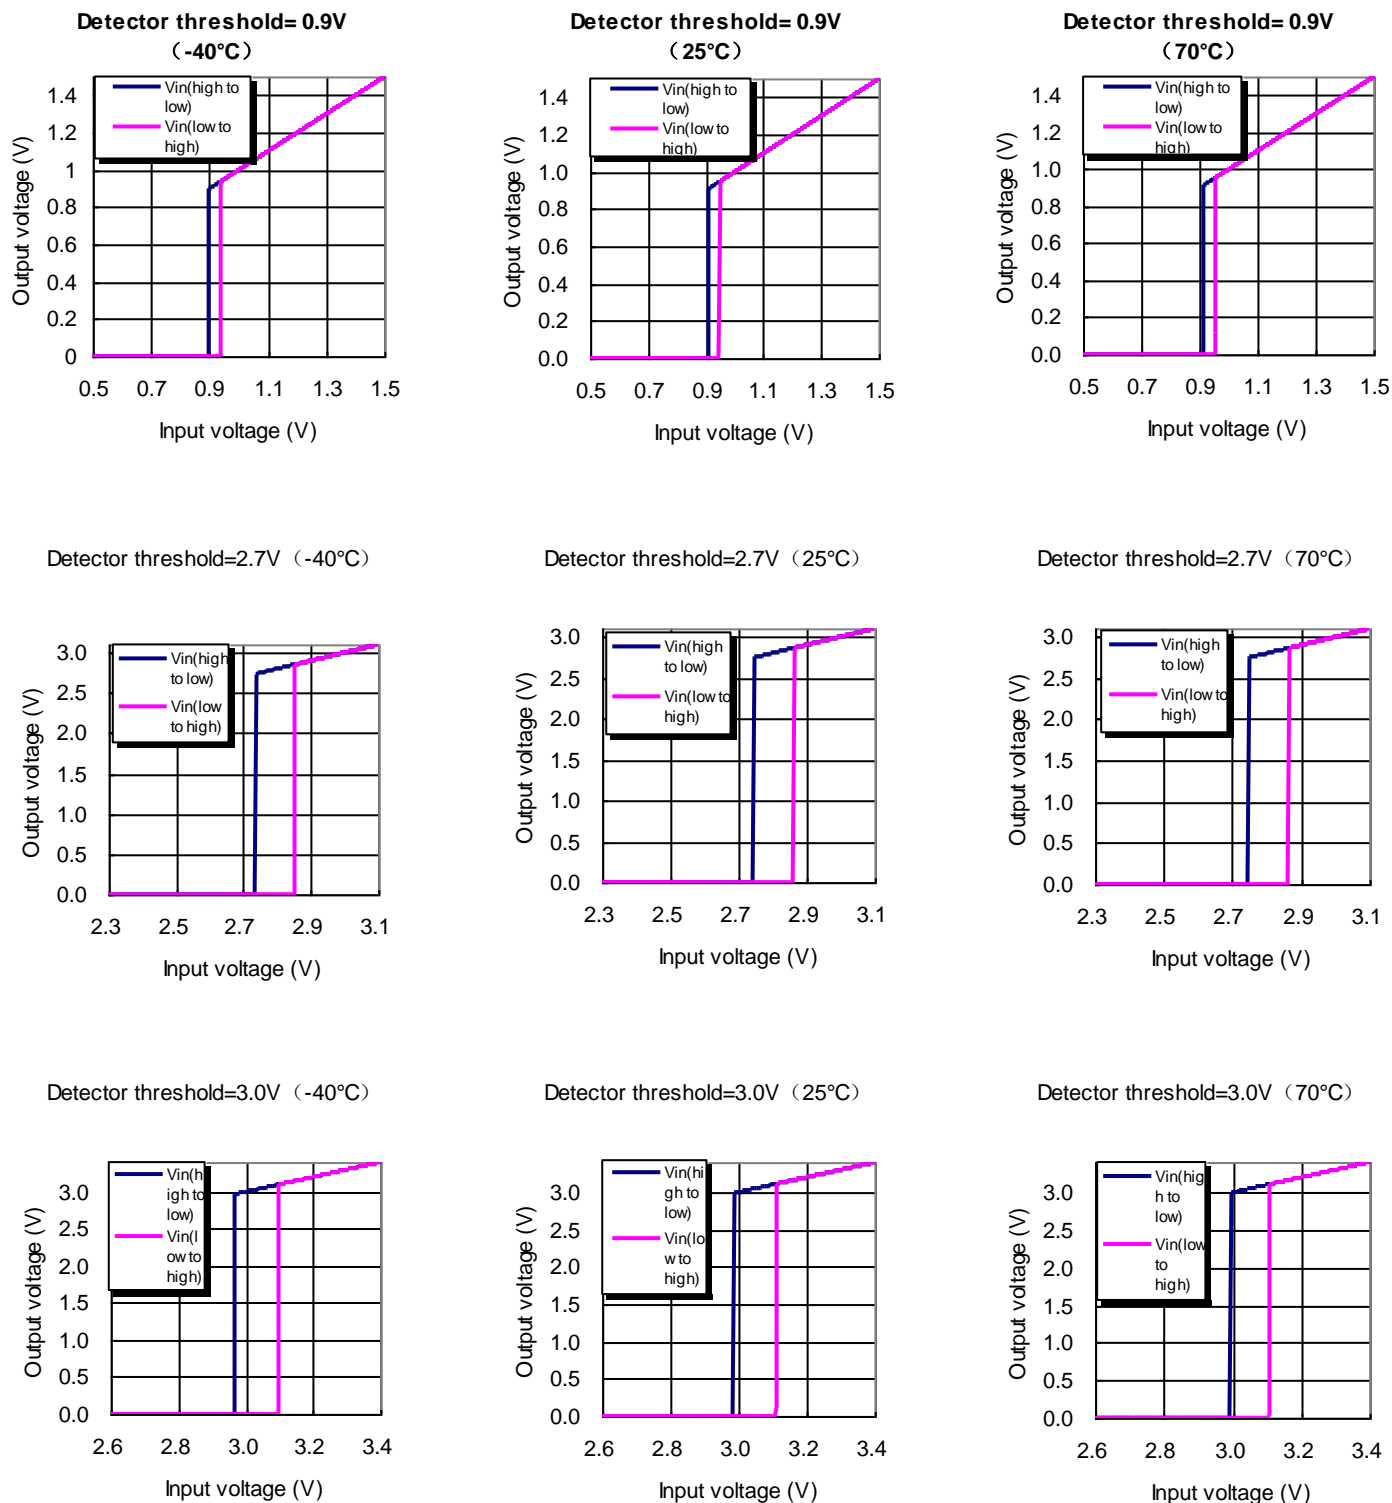 Detector threshold= 0.9V
（-40°C）
Vin(high to
low)
Vin(low to
high)
1.4
1.2
1
0.8
0.6
0.4
0.2
0
Output voltage (V)
0.5 0.7 0.9 1.1 1.3 1.5
Input voltage (V)
Detector threshold= 0.9V
（25°C）
Vin(high to
low)
Vin(low to
high)
1.4
1.2
1.0
0.8
0.6
0.4
0.2
0.0
Output voltage (V)
0.5 0.7 0.9 1.1 1.3 1.5
Input voltage (V)
Detector threshold= 0.9V
（70°C）
Vin(high to
low)
Vin(low to
high)
1.4
1.2
1.0
0.8
0.6
0.4
0.2
0.0
Output voltage (V)
0.5 0.7 0.9 1.1 1.3 1.5
Input voltage (V)
Detector threshold=2.7V（-40°C）
Vin(high
to low)
Vin(low
to high)
3.0
2.5
2.0
1.5
1.0
0.5
0.0
Output voltage (V)
2.3 2.5 2.7 2.9 3.1
Input voltage (V)
Detector threshold=2.7V（25°C）
Vin(high
to low)
Vin(low to
high)
3.0
2.5
2.0
1.5
1.0
0.5
0.0
Output voltage (V)
2.3 2.5 2.7 2.9 3.1
Input voltage (V)
Detector threshold=2.7V（70°C）
Vin(high
to low)
Vin(low to
high)
3.0
2.5
2.0
1.5
1.0
0.5
0.0
Output voltage (V)
2.3 2.5 2.7 2.9 3.1
Input voltage (V)
Detector threshold=3.0V（-40°C）
Vin(h
igh to
low)
Vin(l
ow to
high)
3.0
2.5
2.0
1.5
1.0
0.5
0.0
Output voltage (V)
2.6 2.8 3.0 3.2 3.4
Input voltage (V)
Detector threshold=3.0V（25°C）
Vin(hi
gh to
low)
Vin(lo
w to
high)
3.0
2.5
2.0
1.5
1.0
0.5
0.0
Output voltage (V)
2.6 2.8 3.0 3.2 3.4
Input voltage (V)
Detector threshold=3.0V（70°C）
Vin(hig
h to
low)
Vin(low
to
high)
3.0
2.5
2.0
1.5
1.0
0.5
0.0
Output voltage (V)
2.6 2.8 3.0 3.2 3.4
Input voltage (V)